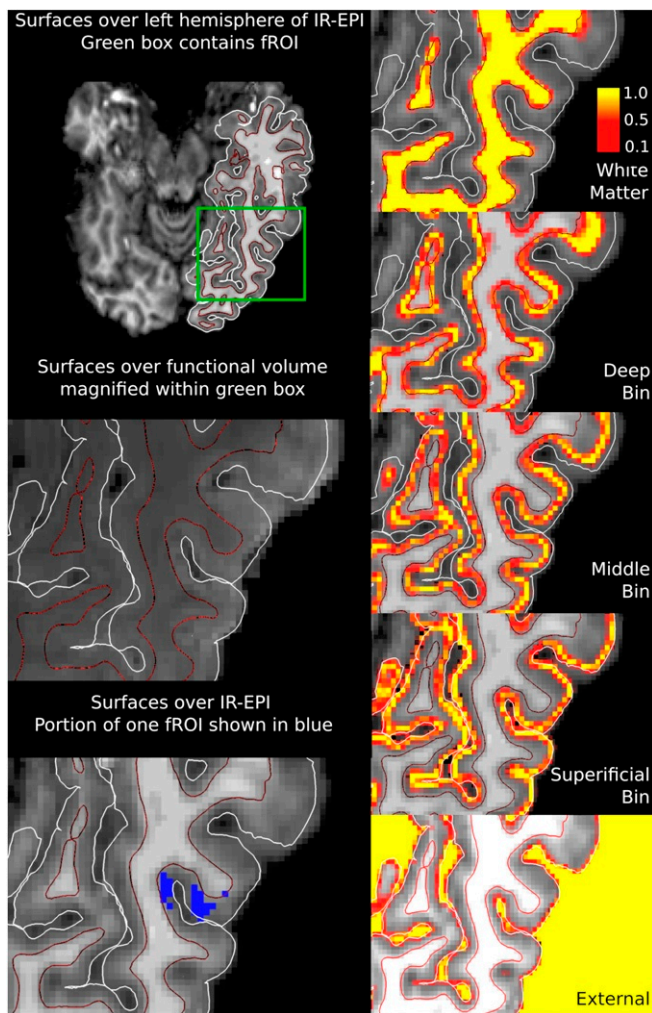 Surfaces over left hemisphere of IR-EPI
Green box contains fROI
Surfaces over functional volume
magnified within green box
Surfaces over IR-EPI
Portion of one fROI shown in blue
1.0
0.5
0.1
White
Matter
Deep
Bin
Middle
Bin
Superificial
Bin
External